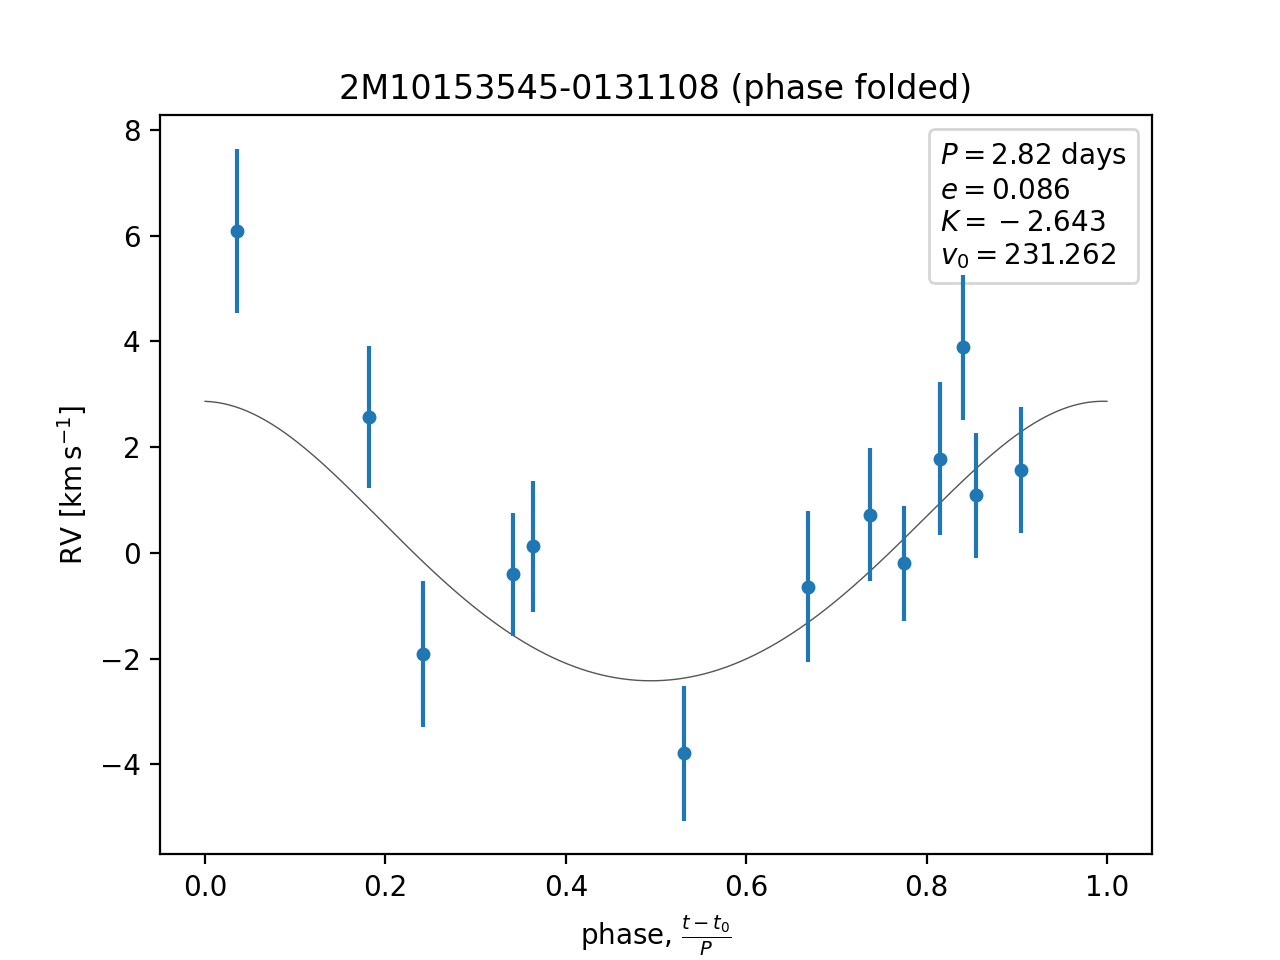 2M10153545-0131108 (phase folded)
P = 2.82 days
e = 0.086
K = −2.643
v₀ = 231.262
8
6
4
2
0
−2
−4
RV [km s⁻¹]
0.0 0.2 0.4 0.6 0.8 1.0
phase, (t − t₀)/P